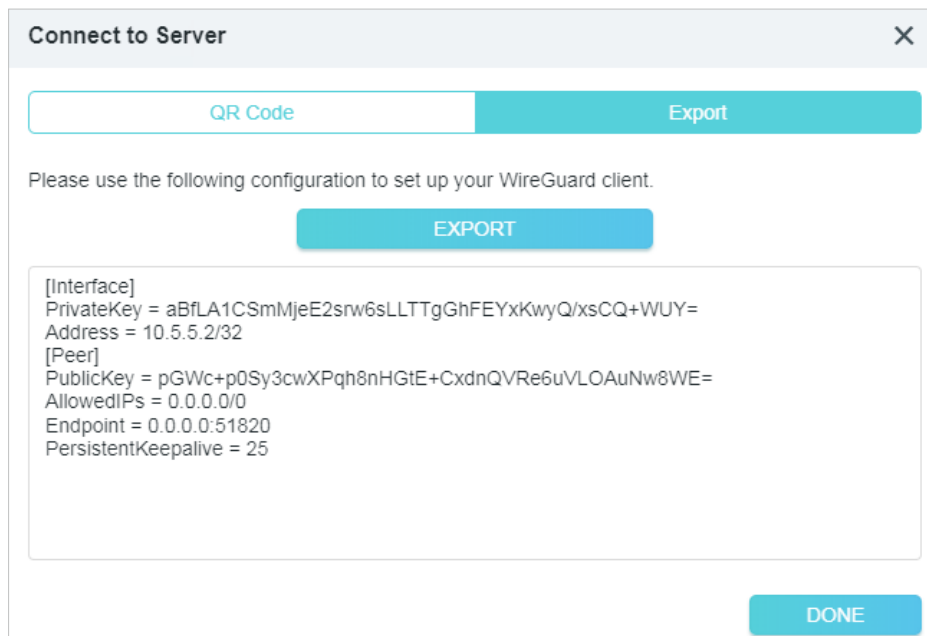 Connect to Server
QR Code
Export
Please use the following configuration to set up your WireGuard client.
EXPORT
[Interface]
PrivateKey = aBfLA1CSmMjeE2srw6sLLTTgGhFEYxKwyQ/xsCQ+WUY=
Address = 10.5.5.2/32
[Peer]
PublicKey = pGWc+p0Sy3cwXPqh8nHGtE+CxdnQVRe6uVLOAuNw8WE=
AllowedIPs = 0.0.0.0/0
Endpoint = 0.0.0.0:51820
PersistentKeepalive = 25
DONE